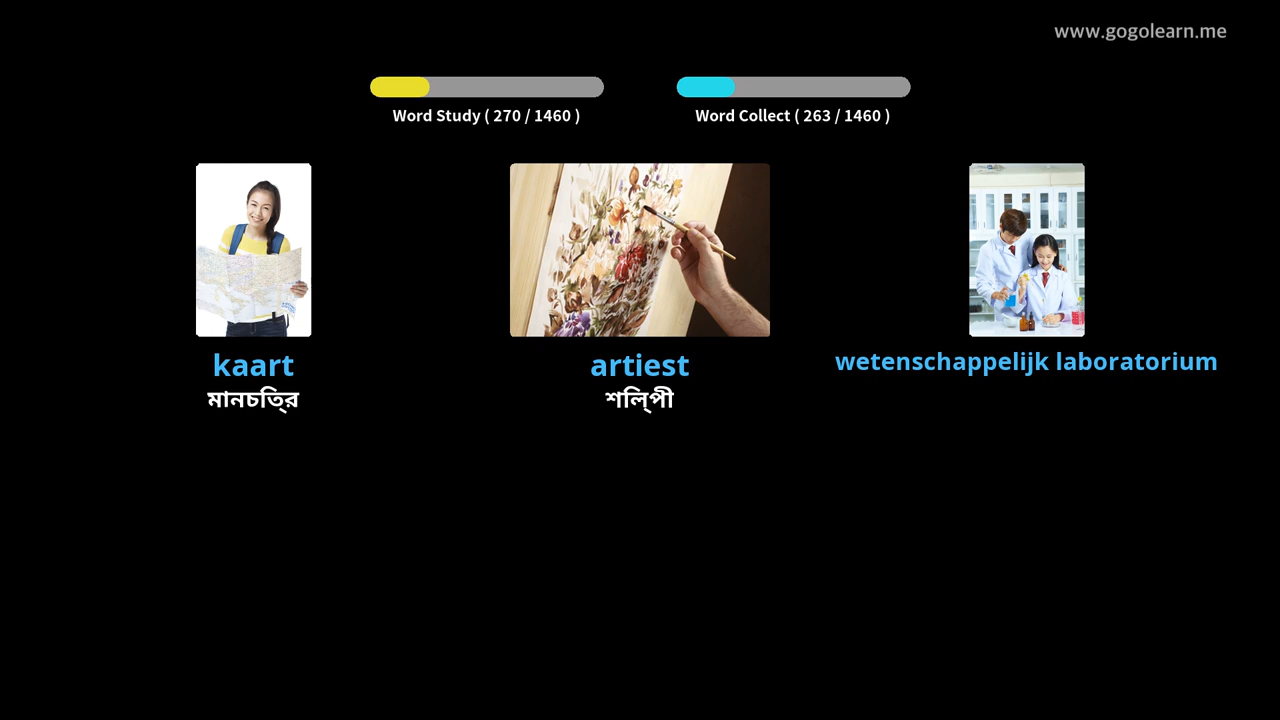 www.gogolearn.me
Word Study ( 270 / 1460 )
Word Collect ( 263 / 1460 )
kaart
মানচিত্র
artiest
শিল্পী
wetenschappelijk laboratorium